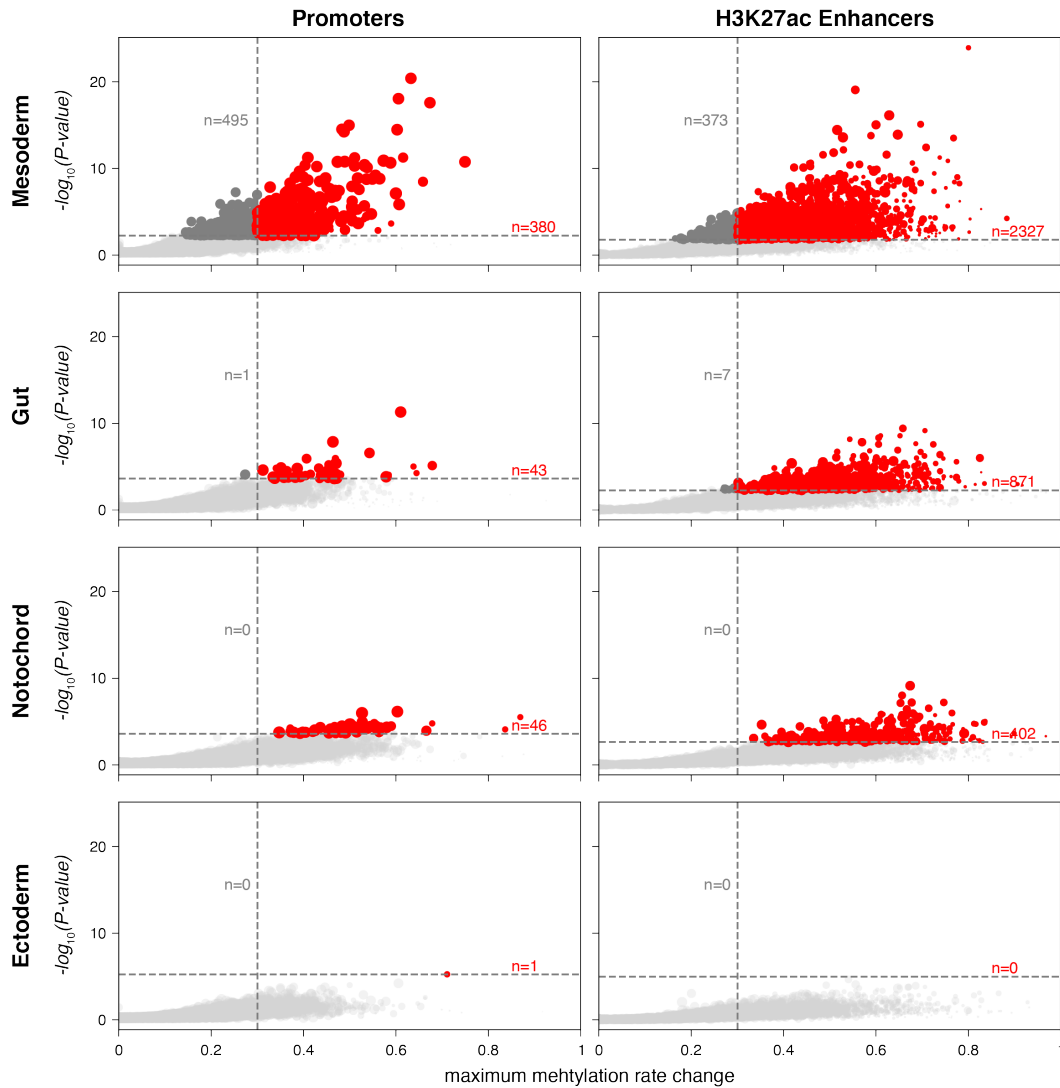 Promoters
H3K27ac Enhancers
Mesoderm
-log10(P-value)
20
10
0
n=495
n=380
n=373
n=2327
Gut
-log10(P-value)
20
10
0
n=1
n=43
n=7
n=871
Notochord
-log10(P-value)
20
10
0
n=0
n=46
n=0
n=402
Ectoderm
-log10(P-value)
20
10
0
n=0
n=1
n=0
n=0
0 0.2 0.4 0.6 0.8 1 0 0.2 0.4 0.6 0.8 1
maximum mehtylation rate change